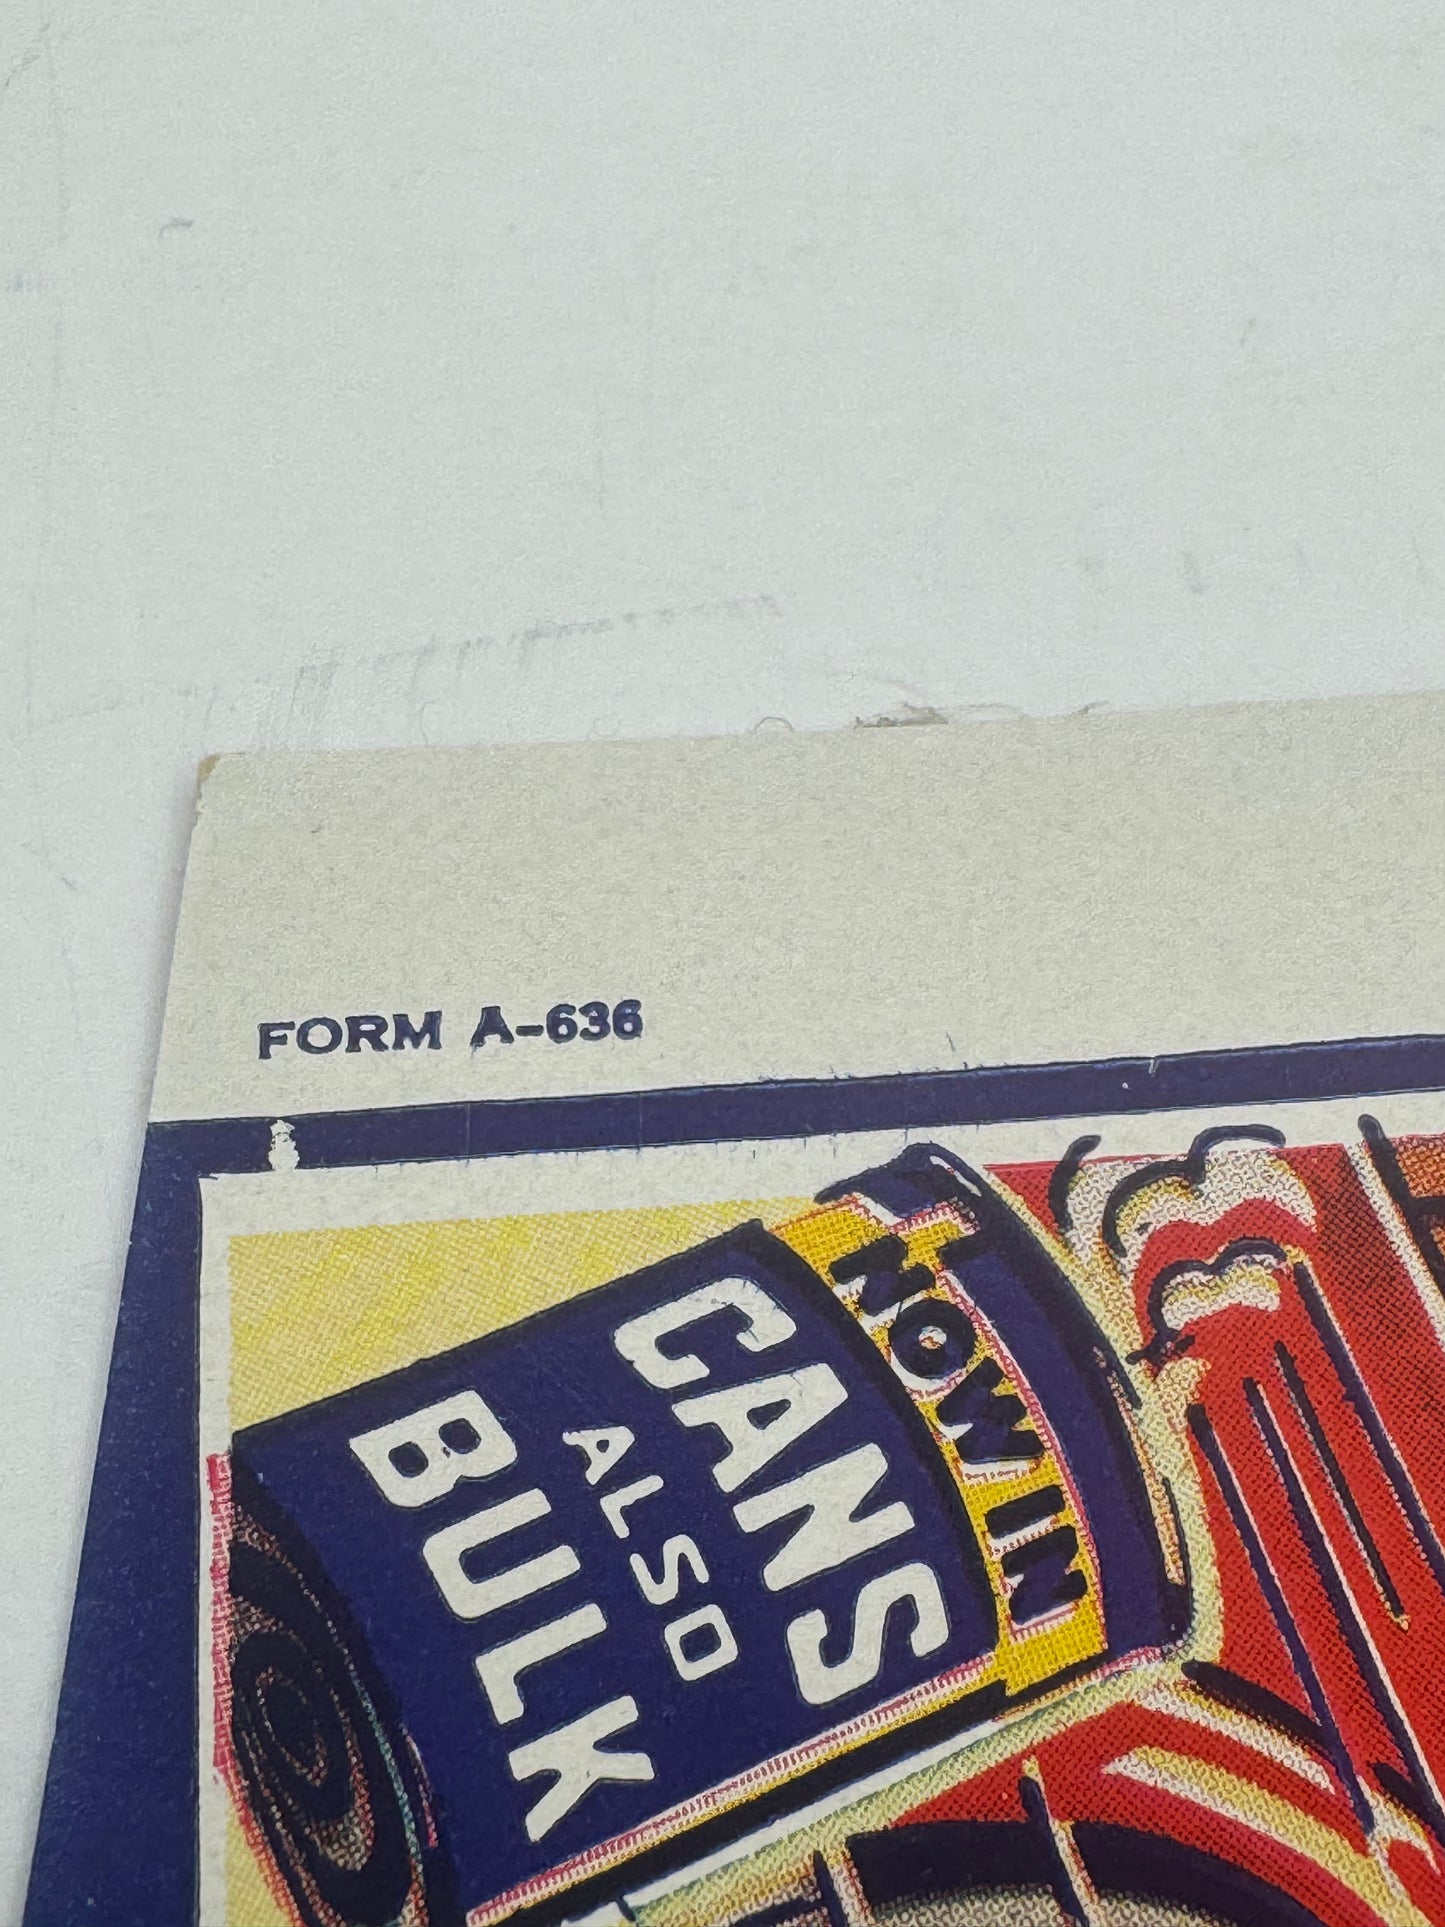 FORM A-636
NOW IN
CANS
ALSO
BULK